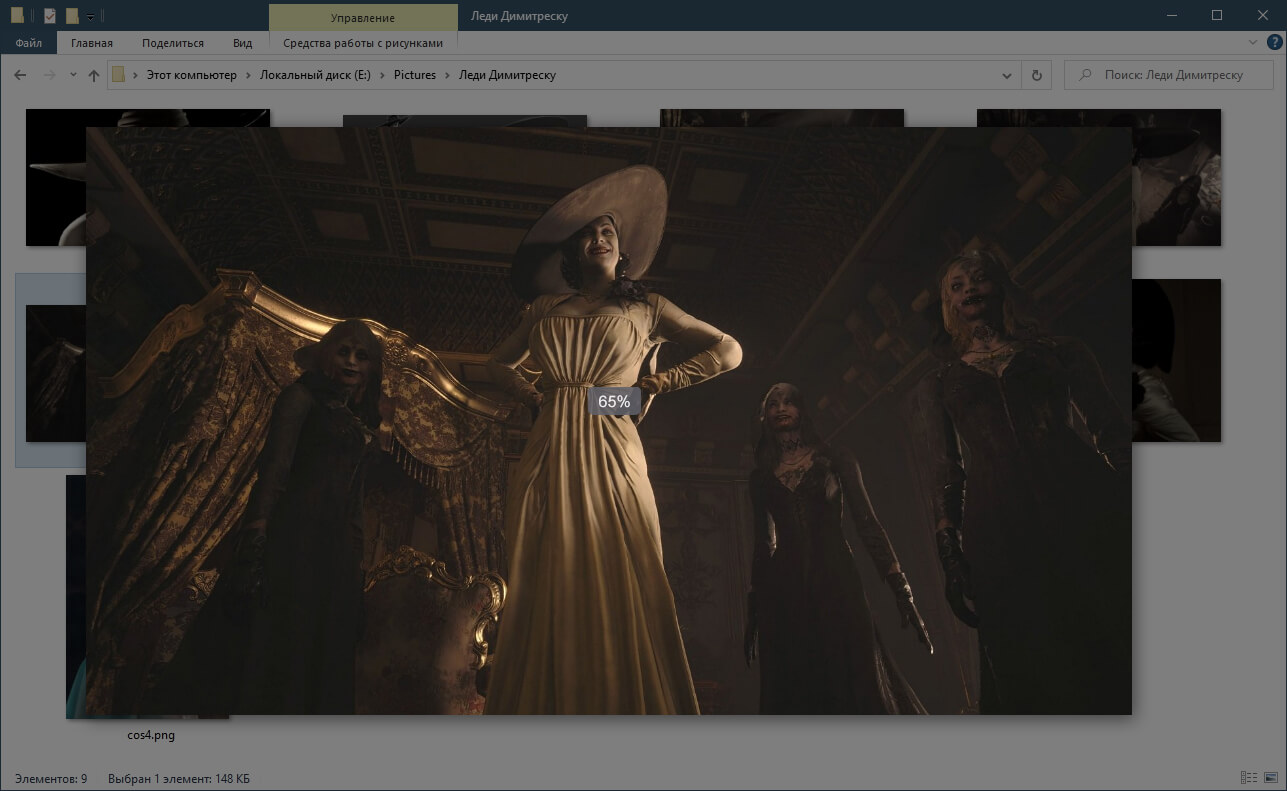 Управление
Леди Димитреску
Файл
Главная
Поделиться
Вид
Средства работы с рисунками
?
Этот компьютер
Локальный диск (E:)
Pictures
Леди Димитреску
Поиск: Леди Димитреску
65%
cos4.png
Элементов: 9
Выбран 1 элемент: 148 КБ